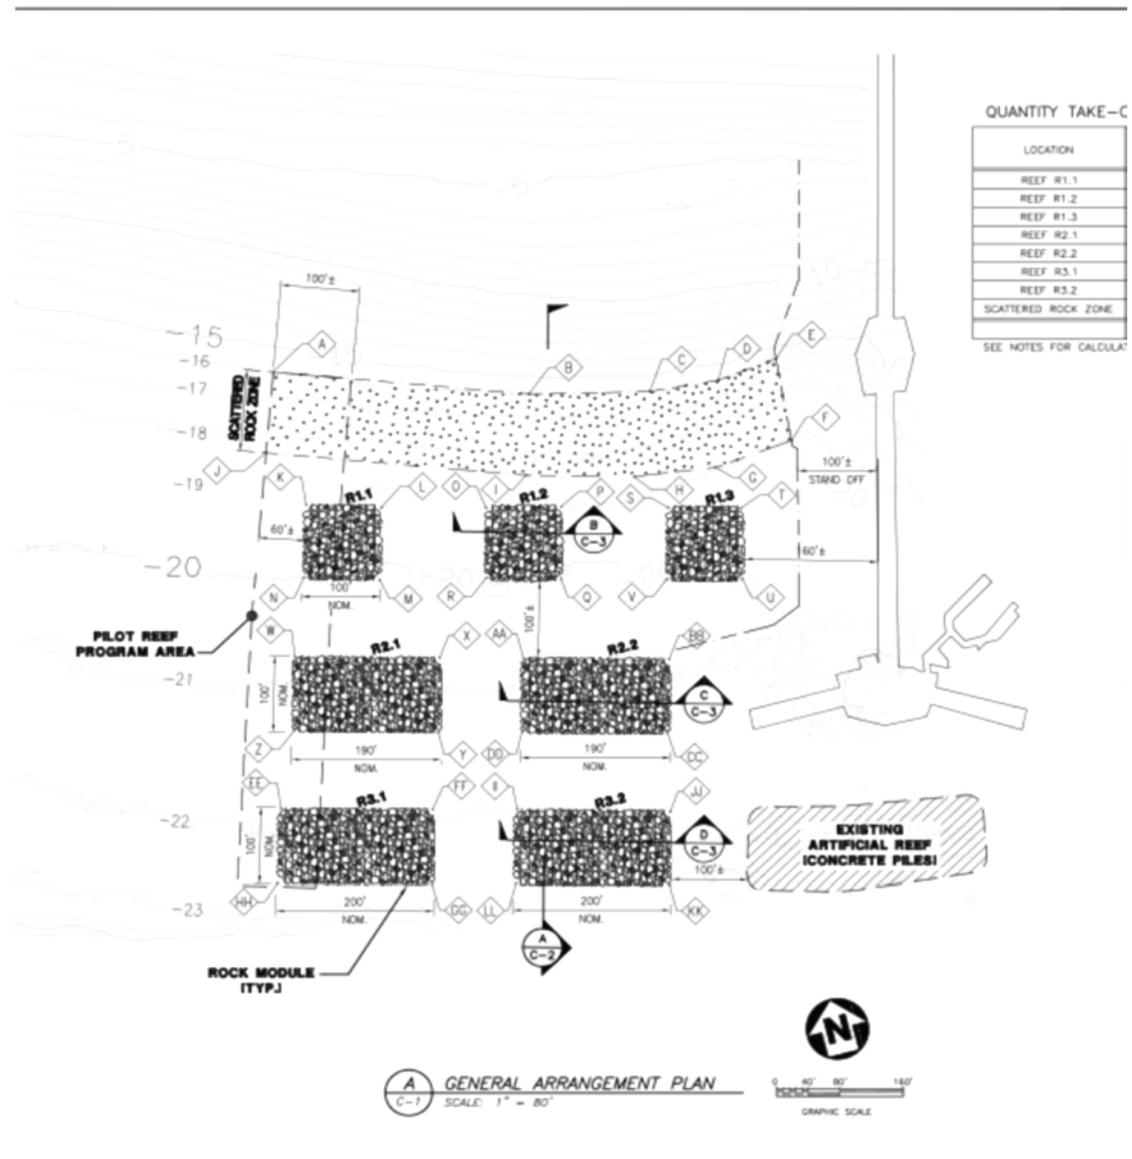 QUANTITY TAKE-O
LOCATION
REEF R1.1
REEF R1.2
REEF R1.3
REEF R2.1
REEF R2.2
REEF R3.1
REEF R3.2
SCATTERED ROCK ZONE
SEE NOTES FOR CALCULAT
-5
-5
-10
100'±
-15
-16
-17
-18
-19
SCATTERED
ROCK ZONE
A
B
C
D
E
F
G
H
I
J
100'±
STAND OFF
K
R1.1
L
O
R1.2
P
S
R1.3
T
60'±
B
C-3
60'±
-20
-20
N
100'
NOM.
M
R
Q
V
U
100'±
PILOT REEF
PROGRAM AREA
W
R2.1
X
AA
R2.2
BB
-21
100'
NOM.
C
C-3
Z
190'
NOM.
Y
DD
190'
NOM.
CC
EE
R3.1
FF
II
R3.2
JJ
-22
100'
NOM.
D
C-3
100'±
EXISTING
ARTIFICIAL REEF
(CONCRETE PILES)
-23
HH
200'
NOM.
GG
LL
200'
NOM.
KK
A
C-2
ROCK MODULE
(TYP.)
N
A
C-1
GENERAL ARRANGEMENT PLAN
SCALE: 1" = 80'
0 40' 80' 160'
GRAPHIC SCALE